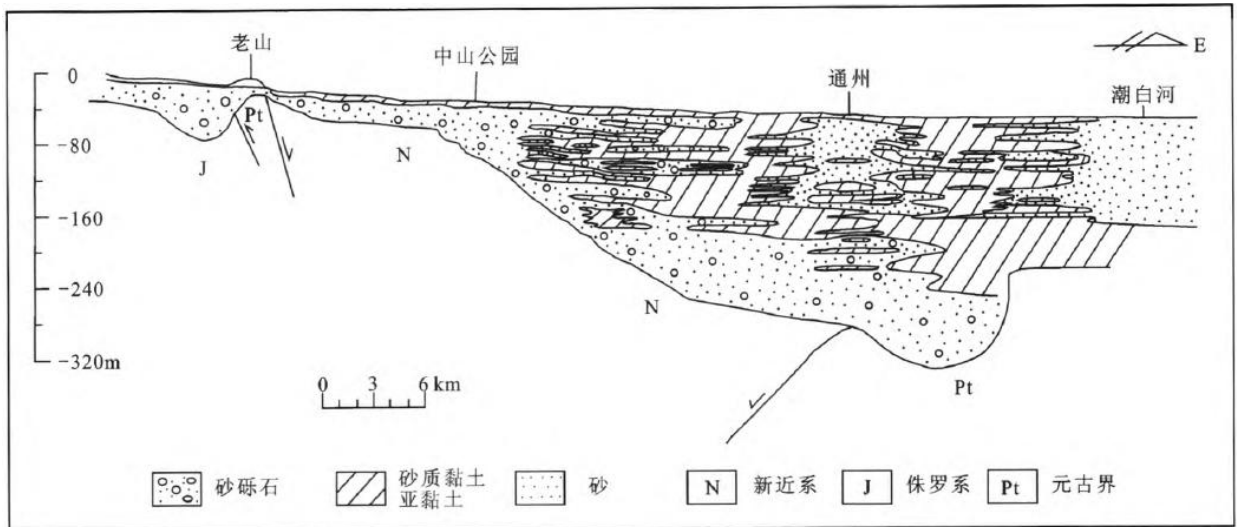 老山
中山公园
通州
潮白河
E
0
-80
-160
-240
-320m
Pt
J
N
N
Pt
0 3 6 km
砂砾石
砂质黏土
亚黏土
砂
N 新近系
J 侏罗系
Pt 元古界